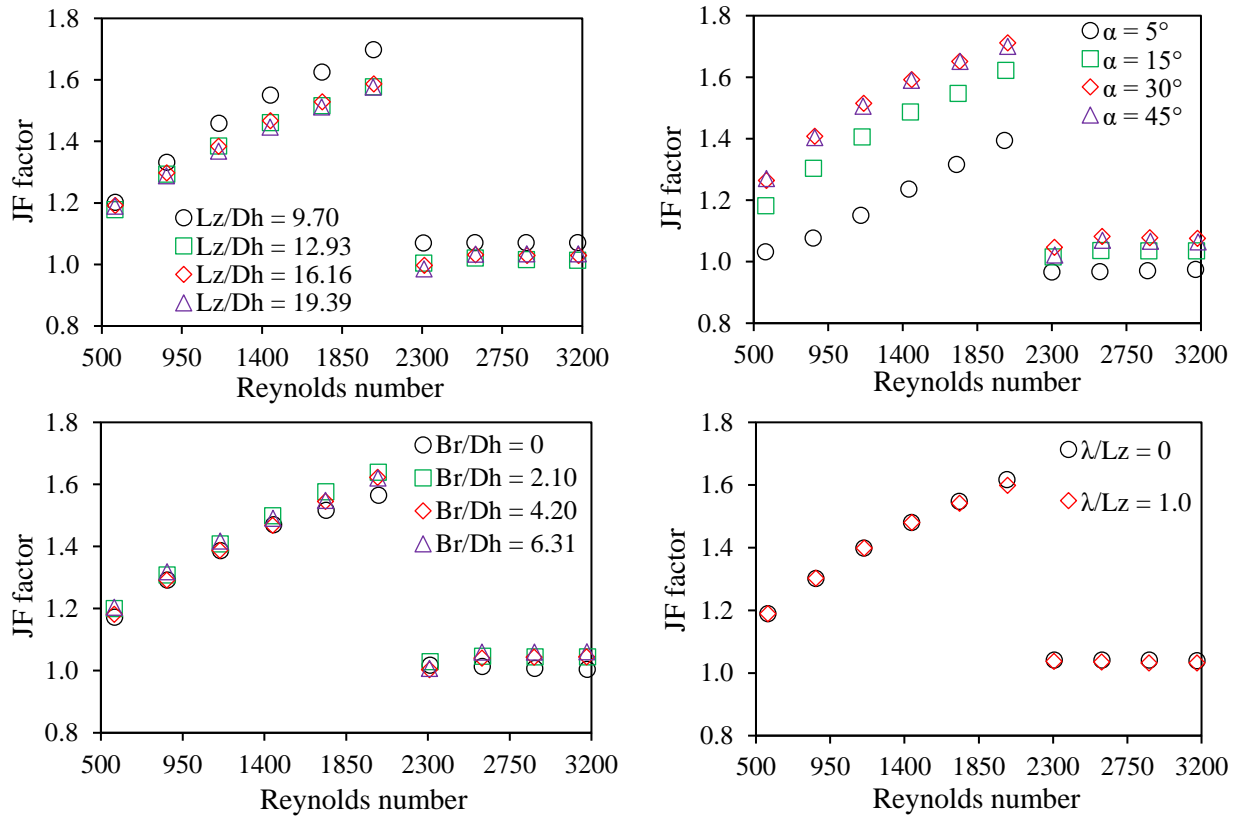 1.8
1.6
1.4
1.2
1.0
0.8
JF factor
Lz/Dh = 9.70
Lz/Dh = 12.93
Lz/Dh = 16.16
Lz/Dh = 19.39
500 950 1400 1850 2300 2750 3200
Reynolds number
1.8
1.6
1.4
1.2
1.0
0.8
JF factor
α = 5°
α = 15°
α = 30°
α = 45°
500 950 1400 1850 2300 2750 3200
Reynolds number
1.8
1.6
1.4
1.2
1.0
0.8
JF factor
Br/Dh = 0
Br/Dh = 2.10
Br/Dh = 4.20
Br/Dh = 6.31
500 950 1400 1850 2300 2750 3200
Reynolds number
1.8
1.6
1.4
1.2
1.0
0.8
JF factor
λ/Lz = 0
λ/Lz = 1.0
500 950 1400 1850 2300 2750 3200
Reynolds number